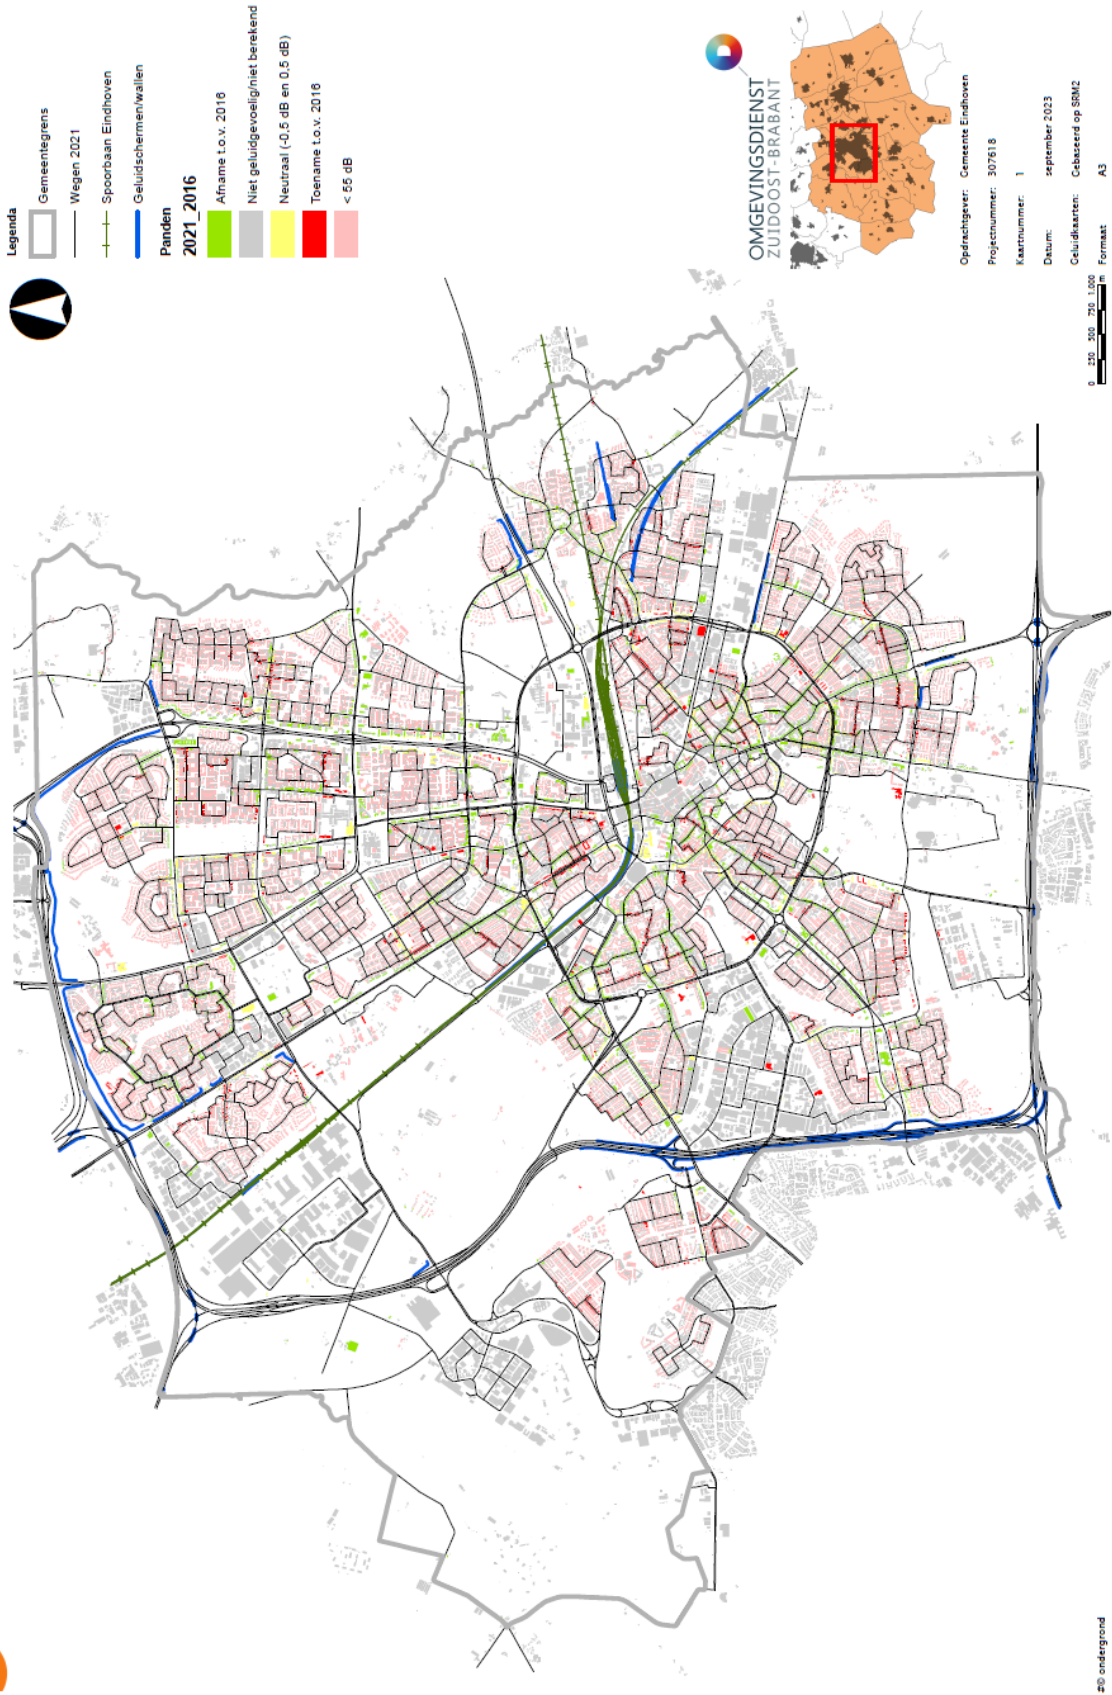 Legenda
Gemeentegrens
Wegen 2021
Spoorbaan Eindhoven
Geluidschermen/wallen
Panden
2021_2016
Afname t.o.v. 2016
Niet geluidgevoelig/niet berekend
Neutraal (-0,5 dB en 0,5 dB)
Toename t.o.v. 2016
< 55 dB
D
OMGEVINGSDIENST
ZUIDOOST-BRABANT
Opdrachtgever: Gemeente Eindhoven
Projectnummer: 307618
Kaartnummer: 1
Datum: september 2023
Geluidkaarten: Gebaseerd op SRM2
Formaat A3
0 250 500 750 1.000
m
#© ondergrond